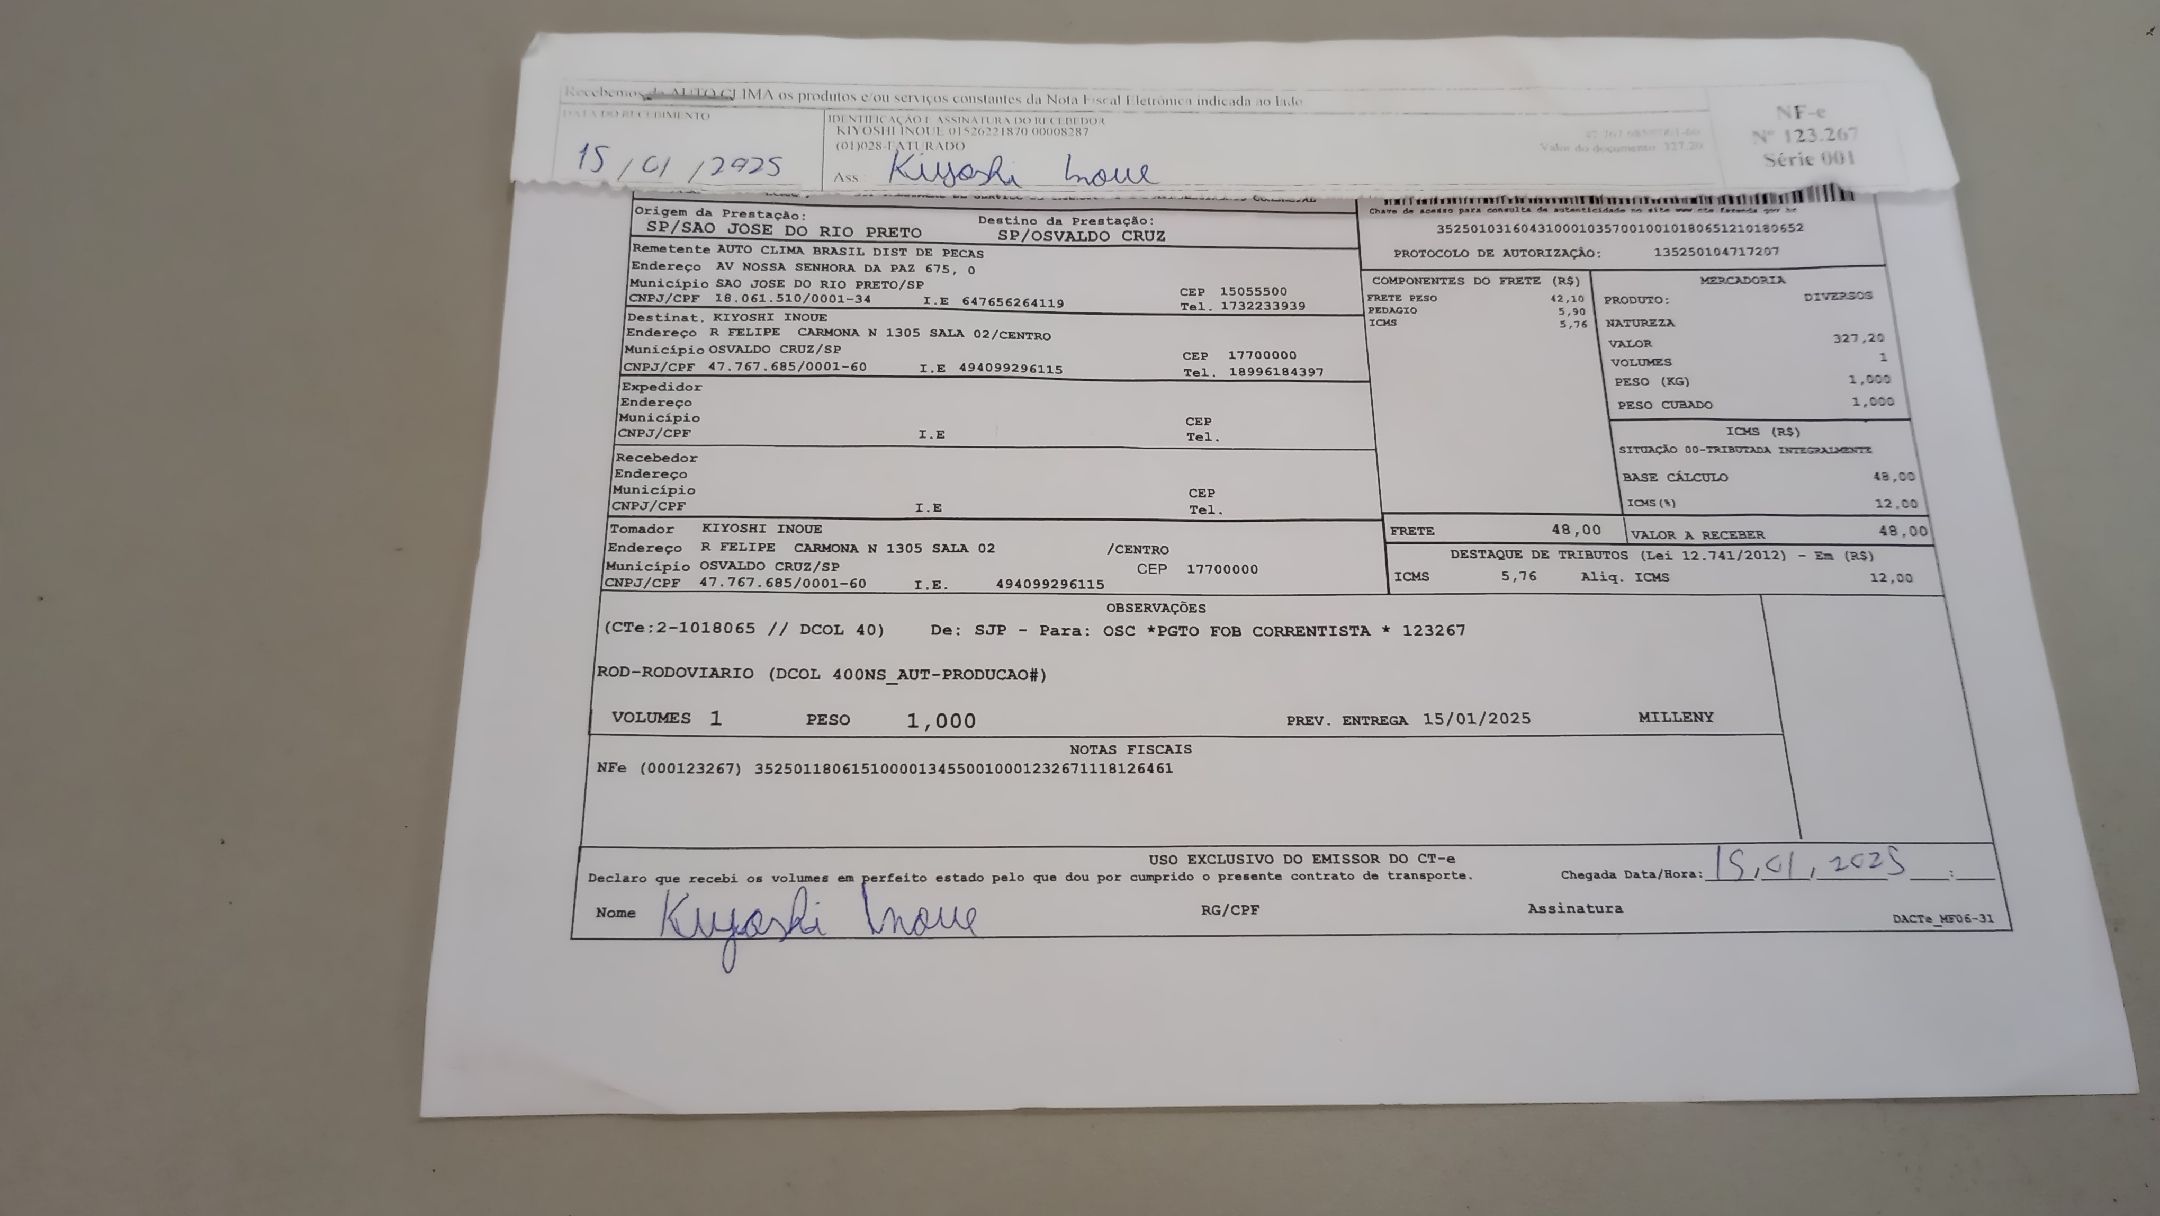 Recebemos da AUTO CLIMA os produtos e/ou serviços constantes da Nota Fiscal Eletrônica indicada ao lado
DATA DO RECEBIMENTO
15/01/2025
IDENTIFICAÇÃO E ASSINATURA DO RECEBEDOR
KIYOSHI INOUE 01526221870 00008287
(01)028-FATURADO
Ass Kiyoshi Inoue
Valor do documento 327.20
NF-e
Nº 123.267
Série 001
Origem da Prestação: Destino da Prestação:
SP/SAO JOSE DO RIO PRETO SP/OSVALDO CRUZ
Remetente AUTO CLIMA BRASIL DIST DE PECAS
Endereço AV NOSSA SENHORA DA PAZ 675, 0
Município SAO JOSE DO RIO PRETO/SP CEP 15055500
CNPJ/CPF 18.061.510/0001-34 I.E 647656264119 Tel. 1732233939
Destinat. KIYOSHI INOUE
Endereço R FELIPE CARMONA N 1305 SALA 02/CENTRO
Município OSVALDO CRUZ/SP CEP 17700000
CNPJ/CPF 47.767.685/0001-60 I.E 494099296115 Tel. 18996184397
Expedidor
Endereço
Município CEP
CNPJ/CPF I.E Tel.
Recebedor
Endereço
Município CEP
CNPJ/CPF I.E Tel.
Tomador KIYOSHI INOUE
Endereço R FELIPE CARMONA N 1305 SALA 02 /CENTRO
Município OSVALDO CRUZ/SP CEP 17700000
CNPJ/CPF 47.767.685/0001-60 I.E. 494099296115
Chave de acesso para consulta de autenticidade no site www.cte.fazenda.gov.br
35250103160431000103570010010180651210180652
PROTOCOLO DE AUTORIZAÇÃO: 135250104717207
COMPONENTES DO FRETE (R$)
FRETE PESO 42,10
PEDAGIO 5,90
ICMS 5,76
MERCADORIA
PRODUTO: DIVERSOS
NATUREZA
VALOR 327,20
VOLUMES 1
PESO (KG) 1,000
PESO CUBADO 1,000
ICMS (R$)
SITUAÇÃO 00-TRIBUTADA INTEGRALMENTE
BASE CÁLCULO 48,00
ICMS(%) 12,00
FRETE 48,00 VALOR A RECEBER 48,00
DESTAQUE DE TRIBUTOS (Lei 12.741/2012) - Em (R$)
ICMS 5,76 Aliq. ICMS 12,00
OBSERVAÇÕES
(CTe:2-1018065 // DCOL 40) De: SJP - Para: OSC *PGTO FOB CORRENTISTA * 123267
ROD-RODOVIARIO (DCOL 400NS_AUT-PRODUCAO#)
VOLUMES 1 PESO 1,000 PREV. ENTREGA 15/01/2025 MILLENY
NOTAS FISCAIS
NFe (000123267) 35250118061510000134550010001232671118126461
USO EXCLUSIVO DO EMISSOR DO CT-e
Declaro que recebi os volumes em perfeito estado pelo que dou por cumprido o presente contrato de transporte. Chegada Data/Hora: 15,01,2025 :
Nome Kiyoshi Inoue RG/CPF Assinatura
DACTe_MF06-31